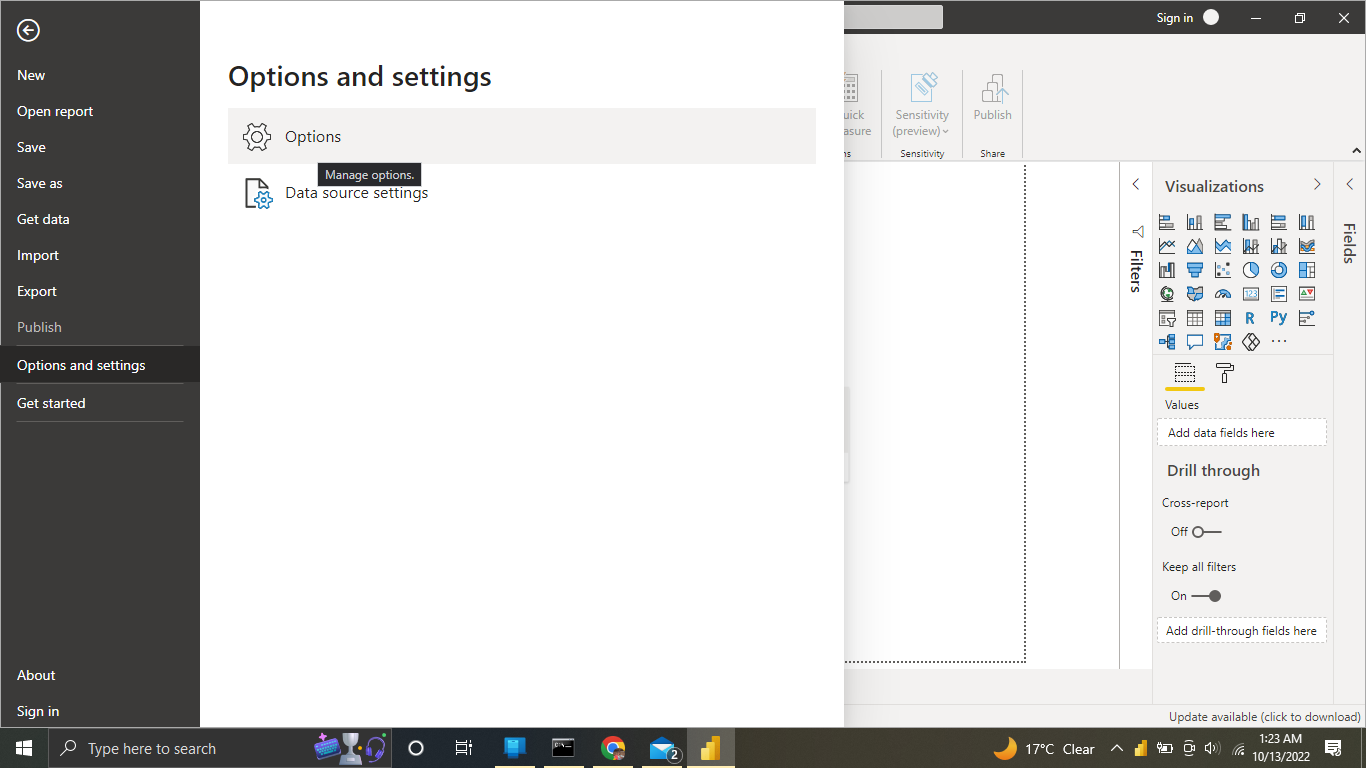 New
Open report
Save
Save as
Get data
Import
Export
Publish
Options and settings
Get started
About
Sign in
Options and settings
Options
Manage options.
Data source settings
Sign in
Sensitivity
(preview)
Sensitivity
Publish
Share
Filters
Visualizations
123
R
Py
Values
Add data fields here
Drill through
Cross-report
Off
Keep all filters
On
Add drill-through fields here
Fields
Update available (click to download)
Type here to search
2
17°C Clear
1:23 AM
10/13/2022